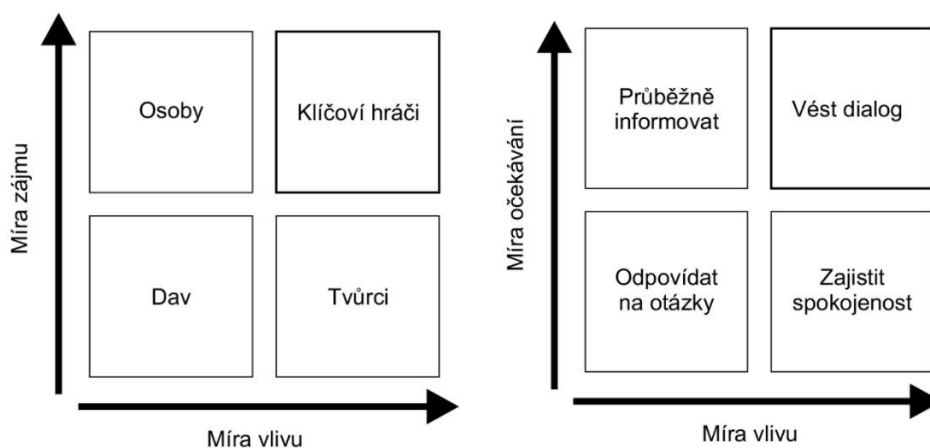 Míra zájmu
Osoby
Klíčoví hráči
Dav
Tvůrci
Míra vlivu
Míra očekávání
Průběžně
informovat
Vést dialog
Odpovídat
na otázky
Zajistit
spokojenost
Míra vlivu